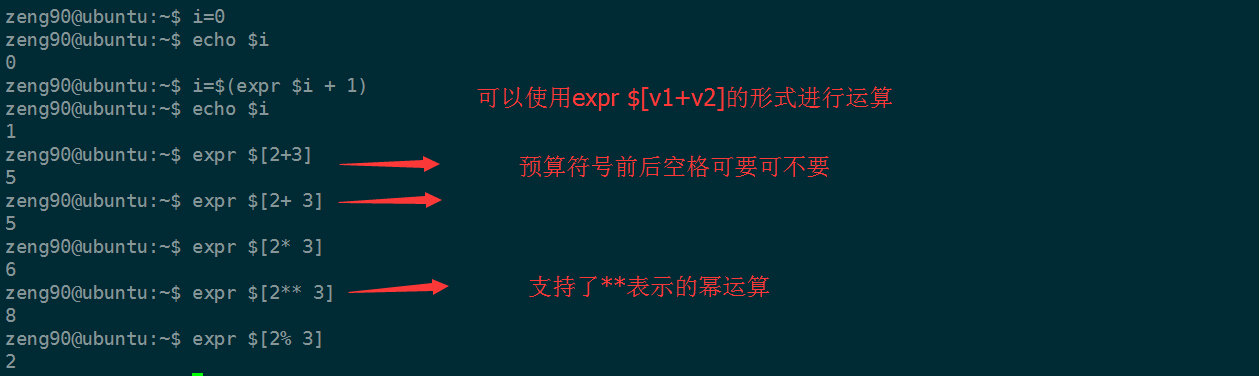 zeng90@ubuntu:~$ i=0
zeng90@ubuntu:~$ echo $i
0
zeng90@ubuntu:~$ i=$(expr $i + 1)
可以使用expr $[v1+v2]的形式进行运算
zeng90@ubuntu:~$ echo $i
1
zeng90@ubuntu:~$ expr $[2+3]
预算符号前后空格可要可不要
5
zeng90@ubuntu:~$ expr $[2+ 3]
5
zeng90@ubuntu:~$ expr $[2* 3]
6
zeng90@ubuntu:~$ expr $[2** 3]
支持了**表示的幂运算
8
zeng90@ubuntu:~$ expr $[2% 3]
2